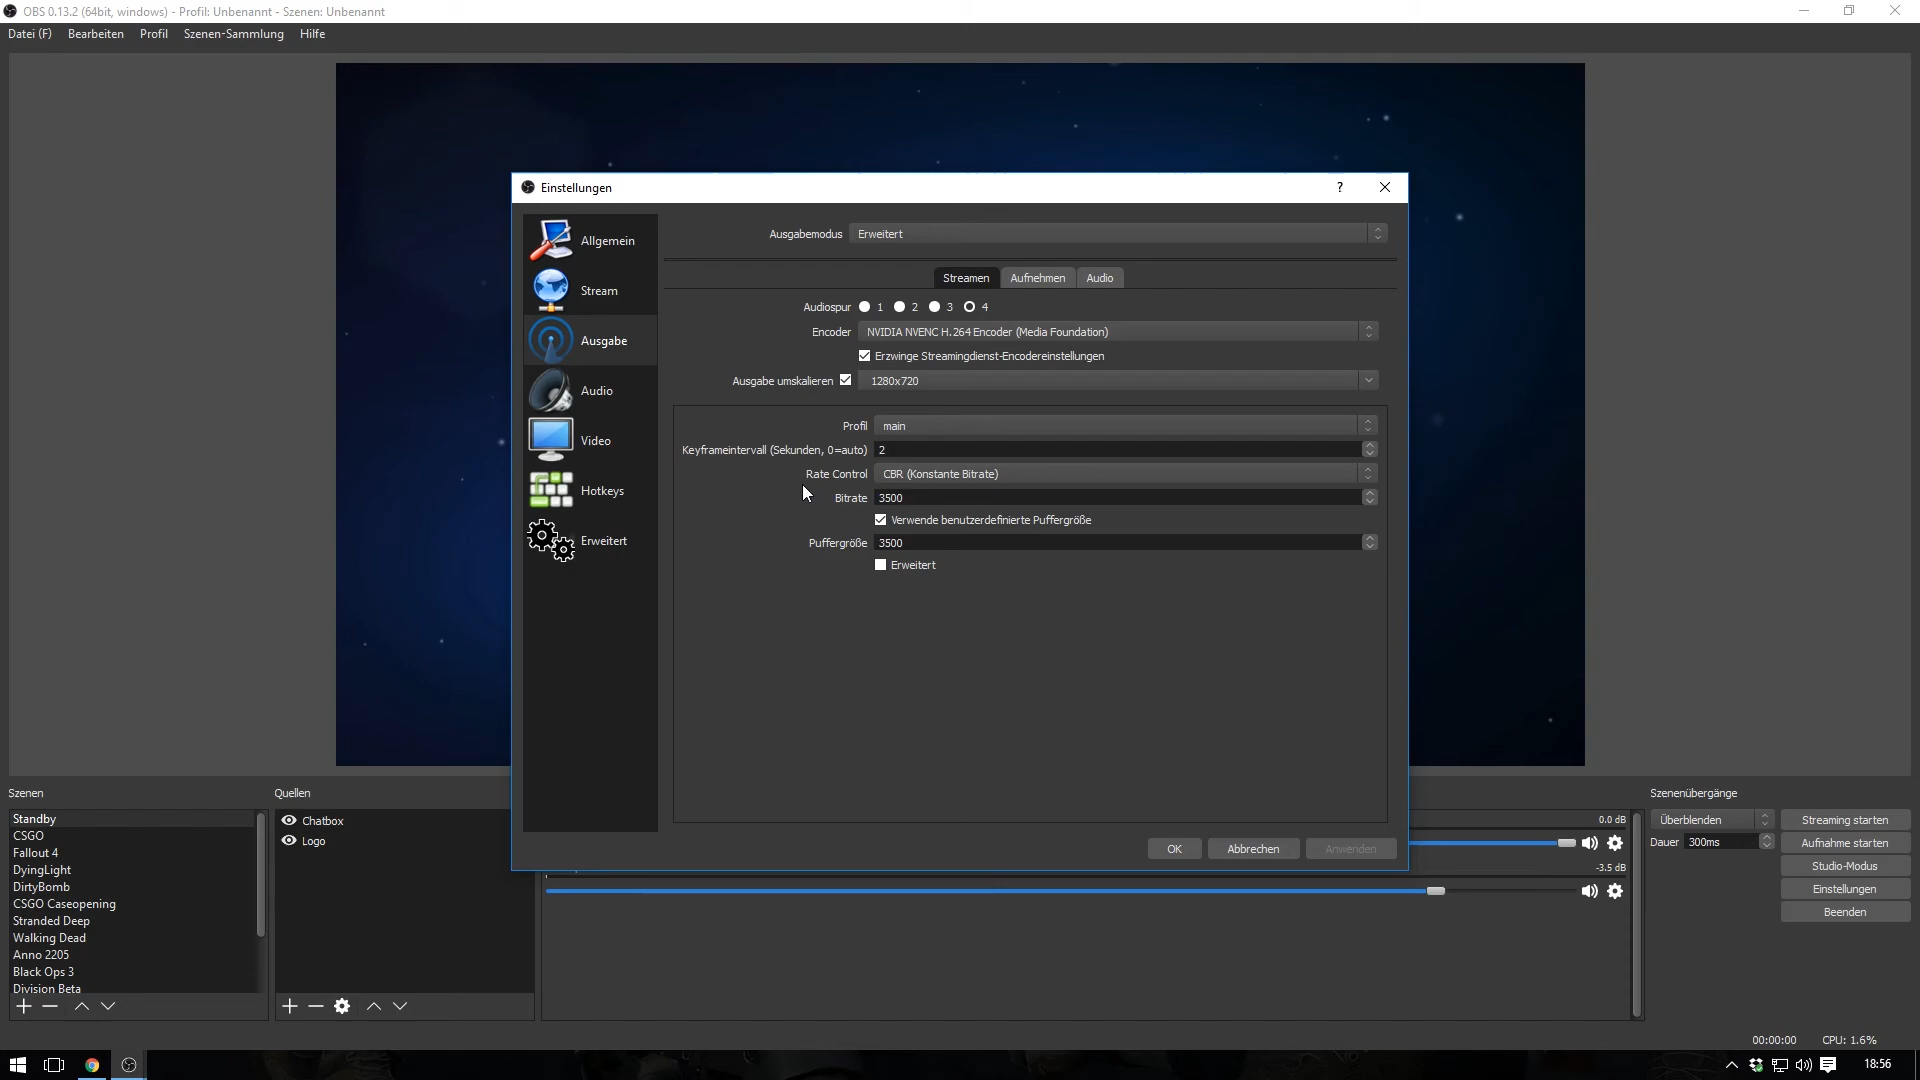 OBS 0.13.2 (64bit, windows) - Profil: Unbenannt - Szenen: Unbenannt
Datei (F) Bearbeiten Profil Szenen-Sammlung Hilfe
Einstellungen ?
Allgemein
Stream
Ausgabe
Audio
Video
Hotkeys
Erweitert
Ausgabemodus Erweitert
Streamen Aufnehmen Audio
Audiospur 1 2 3 4
Encoder NVIDIA NVENC H.264 Encoder (Media Foundation)
Erzwinge Streamingdienst-Encodereinstellungen
Ausgabe umskalieren 1280x720
Profil main
Keyframeintervall (Sekunden, 0=auto) 2
Rate Control CBR (Konstante Bitrate)
Bitrate 3500
Verwende benutzerdefinierte Puffergröße
Puffergröße 3500
Erweitert
OK Abbrechen Anwenden
Szenen
Standby
CSGO
Fallout 4
DyingLight
DirtyBomb
CSGO Caseopening
Stranded Deep
Walking Dead
Anno 2205
Black Ops 3
Division Beta
Quellen
Chatbox
Logo
0.0 dB
-3.5 dB
Szenenübergänge
Überblenden
Dauer 300ms
Streaming starten
Aufnahme starten
Studio-Modus
Einstellungen
Beenden
00:00:00 CPU: 1.6%
18:56